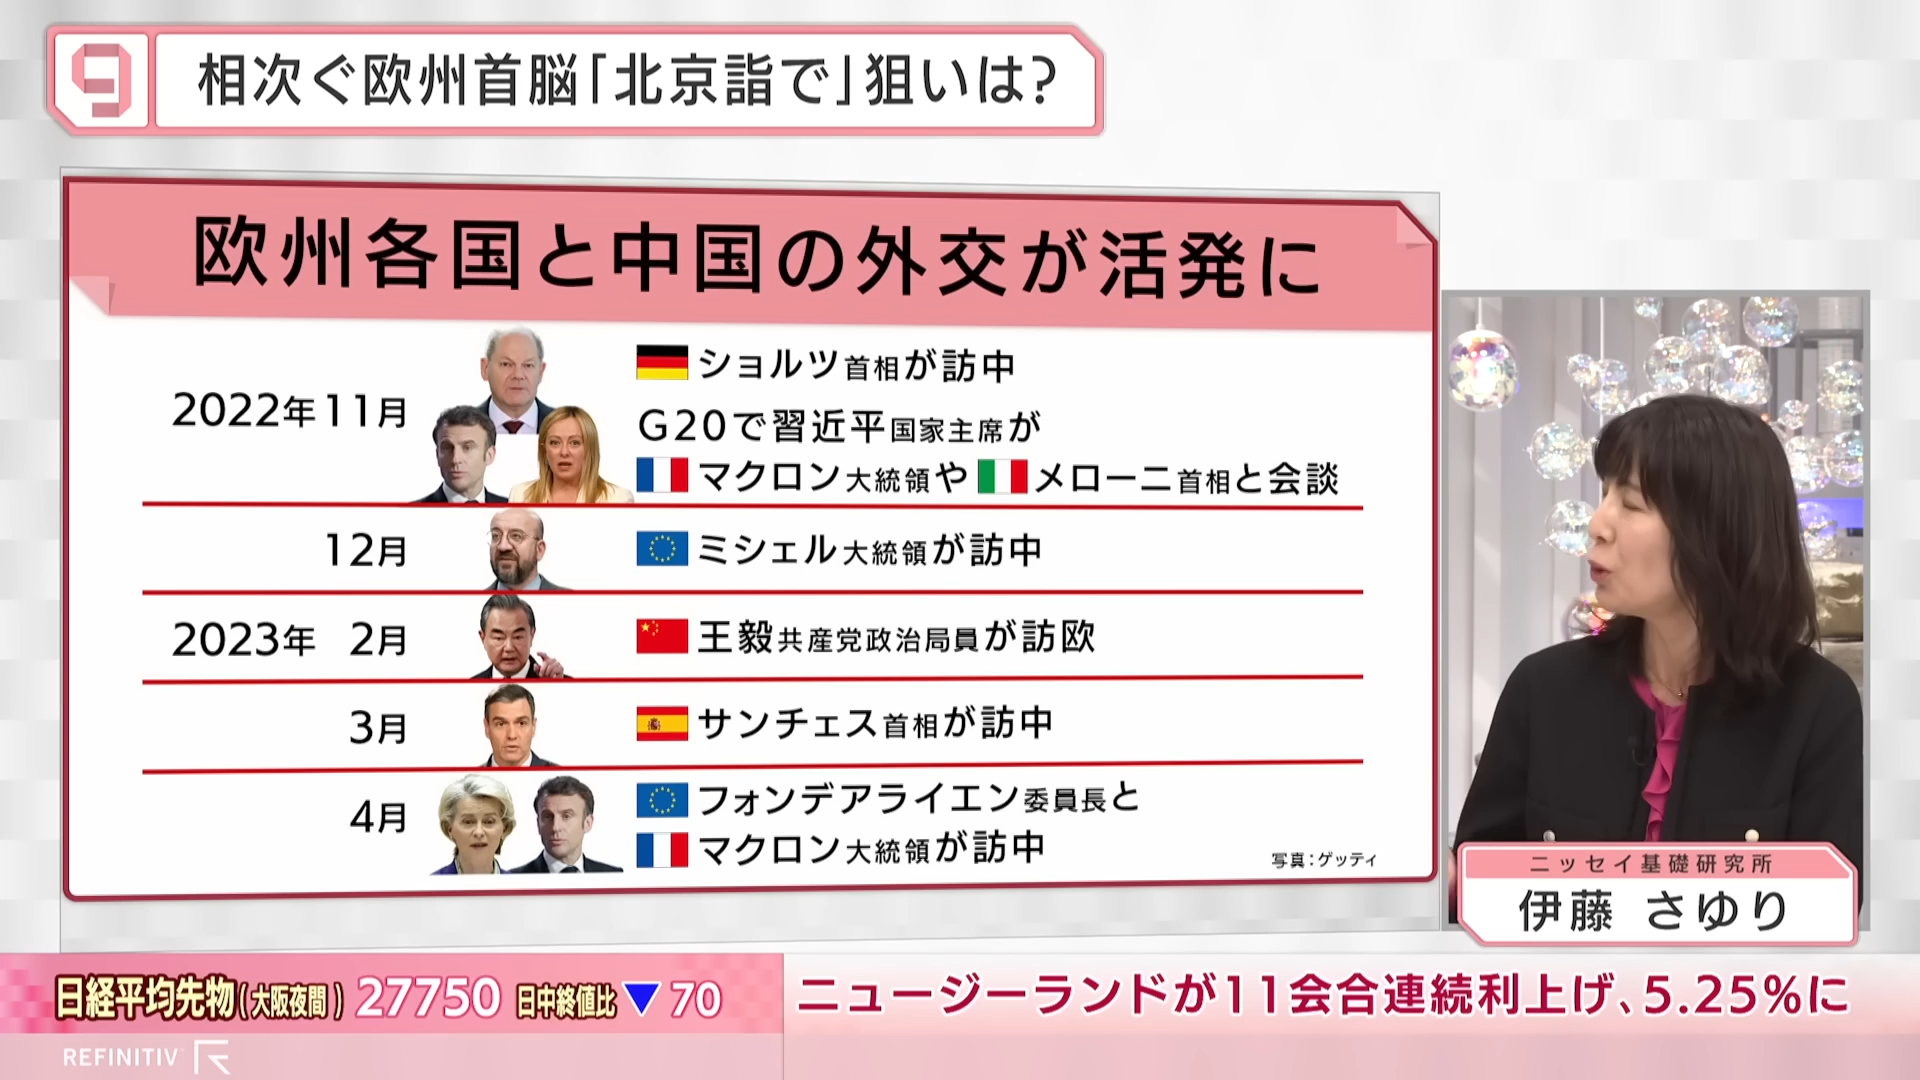 9
相次ぐ欧州首脳「北京詣で」狙いは?
欧州各国と中国の外交が活発に
2022年11月
ショルツ首相が訪中
G20で習近平国家主席が
マクロン大統領やメローニ首相と会談
12月
ミシェル大統領が訪中
2023年 2月
王毅共産党政治局員が訪欧
3月
サンチェス首相が訪中
4月
フォンデアライエン委員長と
マクロン大統領が訪中
写真:ゲッティ
ニッセイ基礎研究所
伊藤 さゆり
日経平均先物(大阪夜間) 27750 日中終値比▼70
ニュージーランドが11会合連続利上げ、5.25%に
REFINITIV